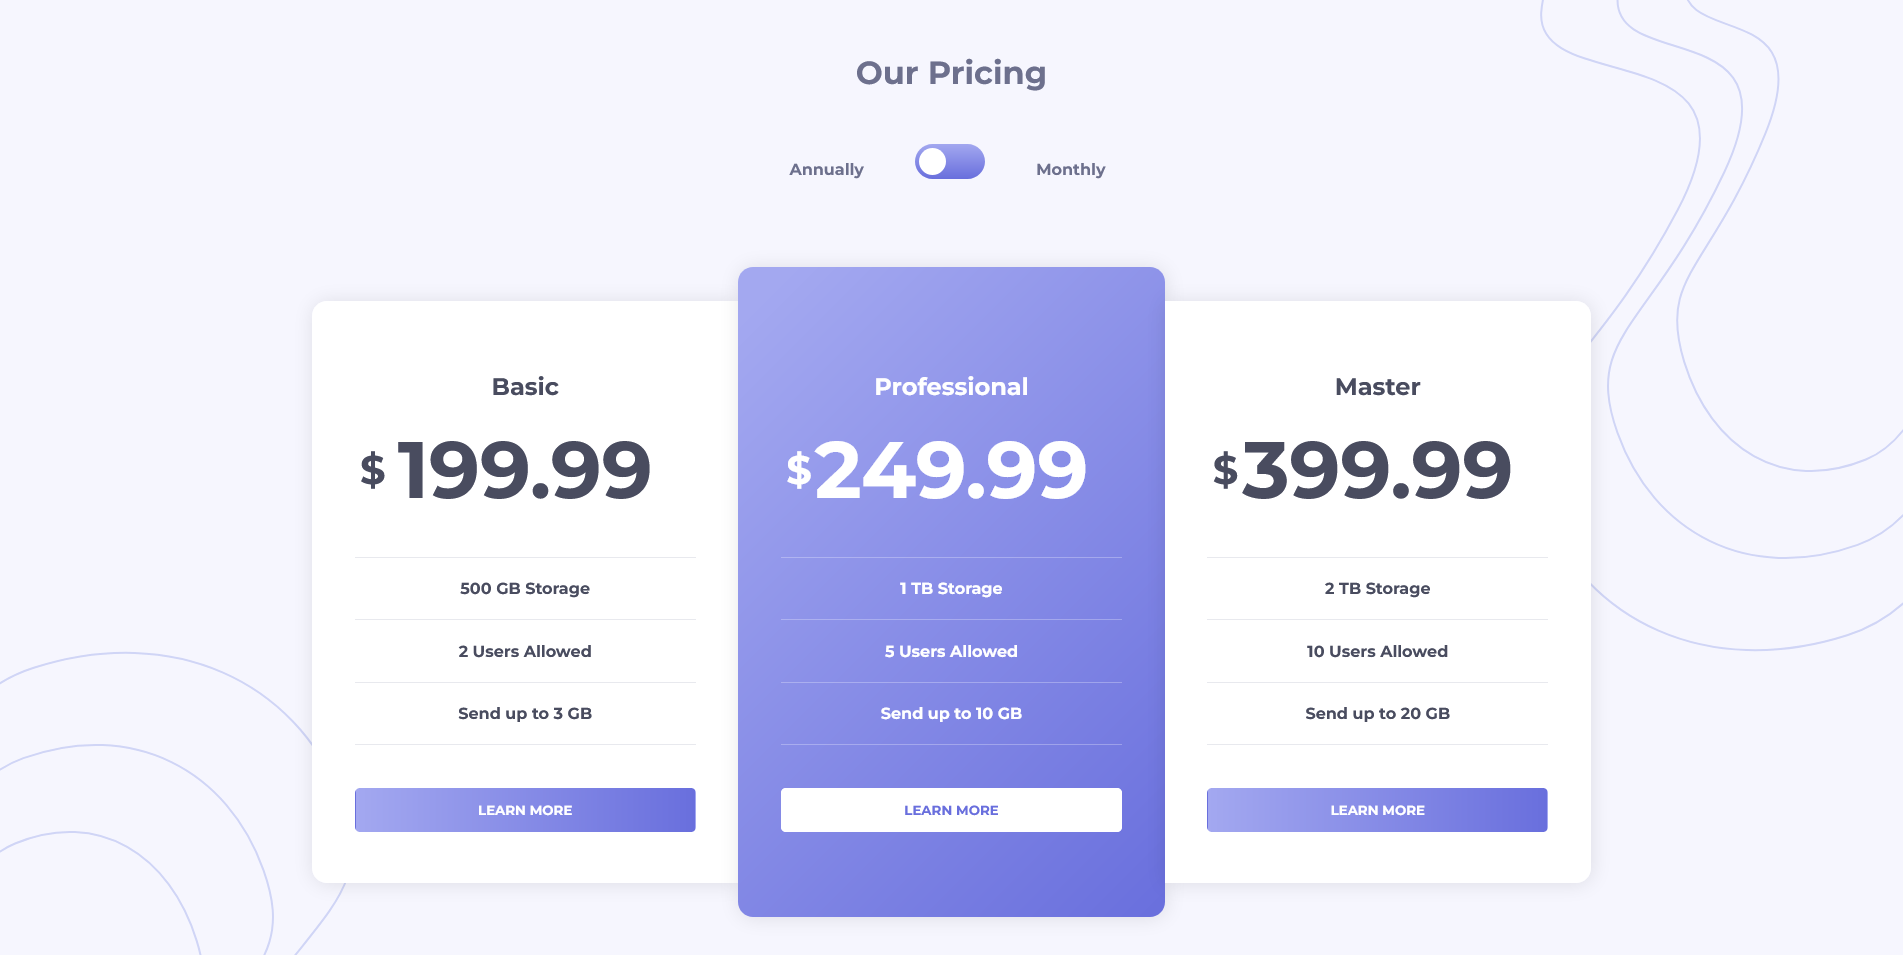 Our Pricing
Annually
Monthly
Basic
$ 199.99
500 GB Storage
2 Users Allowed
Send up to 3 GB
LEARN MORE
Professional
$249.99
1 TB Storage
5 Users Allowed
Send up to 10 GB
LEARN MORE
Master
$399.99
2 TB Storage
10 Users Allowed
Send up to 20 GB
LEARN MORE